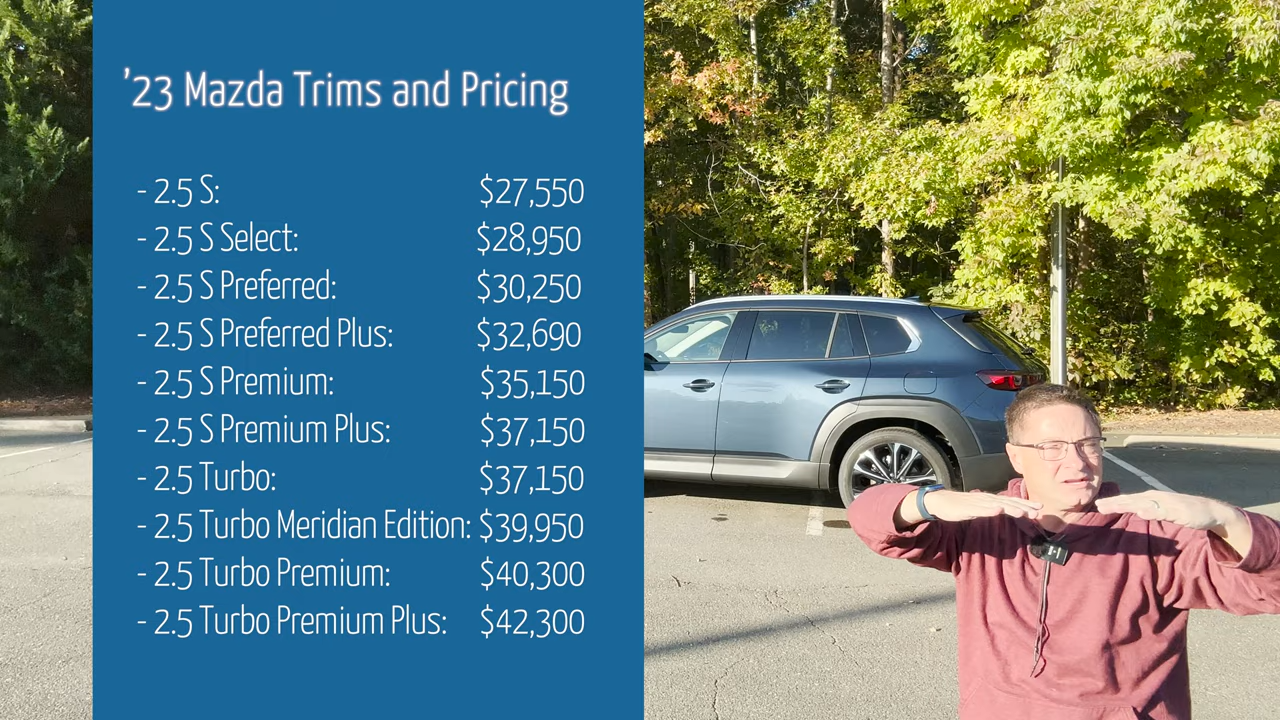 '23 Mazda Trims and Pricing
- 2.5 S: $27,550
- 2.5 S Select: $28,950
- 2.5 S Preferred: $30,250
- 2.5 S Preferred Plus: $32,690
- 2.5 S Premium: $35,150
- 2.5 S Premium Plus: $37,150
- 2.5 Turbo: $37,150
- 2.5 Turbo Meridian Edition: $39,950
- 2.5 Turbo Premium: $40,300
- 2.5 Turbo Premium Plus: $42,300